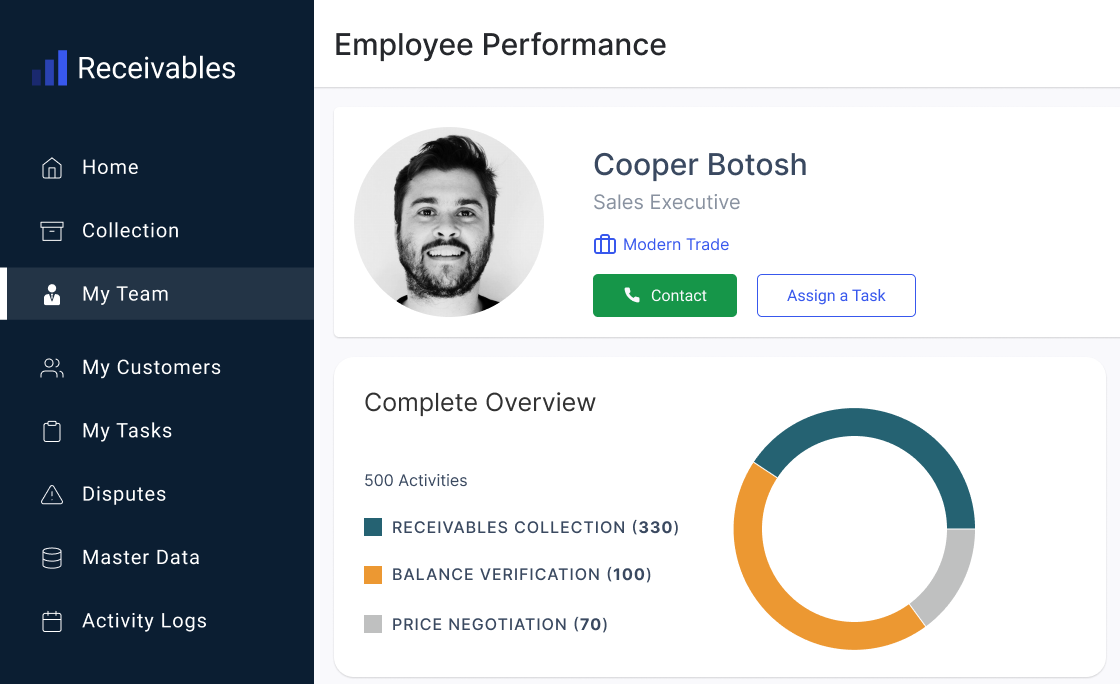 Receivables
Home
Collection
My Team
My Customers
My Tasks
Disputes
Master Data
Activity Logs
Employee Performance
Cooper Botosh
Sales Executive
Modern Trade
Contact
Assign a Task
Complete Overview
500 Activities
RECEIVABLES COLLECTION (330)
BALANCE VERIFICATION (100)
PRICE NEGOTIATION (70)